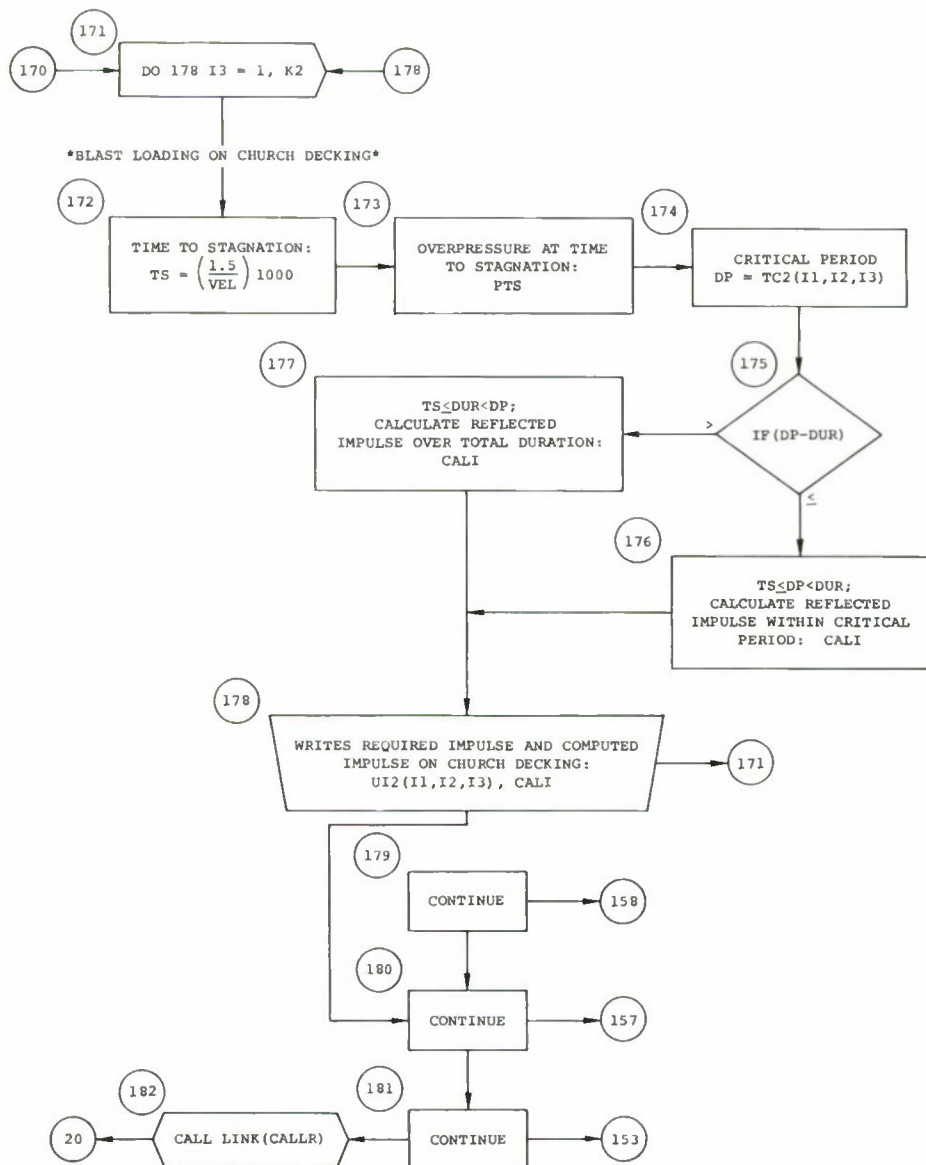 171
170
DO 178 I3 = 1, K2
178
*BLAST LOADING ON CHURCH DECKING*
172
TIME TO STAGNATION:
TS = (1.5/VEL) 1000
173
OVERPRESSURE AT TIME
TO STAGNATION:
PTS
174
CRITICAL PERIOD
DP = TC2(I1,I2,I3)
175
IF(DP-DUR)
>
≤
177
TS≤DUR<DP;
CALCULATE REFLECTED
IMPULSE OVER TOTAL DURATION:
CALI
176
TS≤DP<DUR;
CALCULATE REFLECTED
IMPULSE WITHIN CRITICAL
PERIOD: CALI
178
WRITES REQUIRED IMPULSE AND COMPUTED
IMPULSE ON CHURCH DECKING:
UI2(I1,I2,I3), CALI
171
179
CONTINUE
158
180
CONTINUE
157
181
CONTINUE
153
182
CALL LINK(CALLR)
20